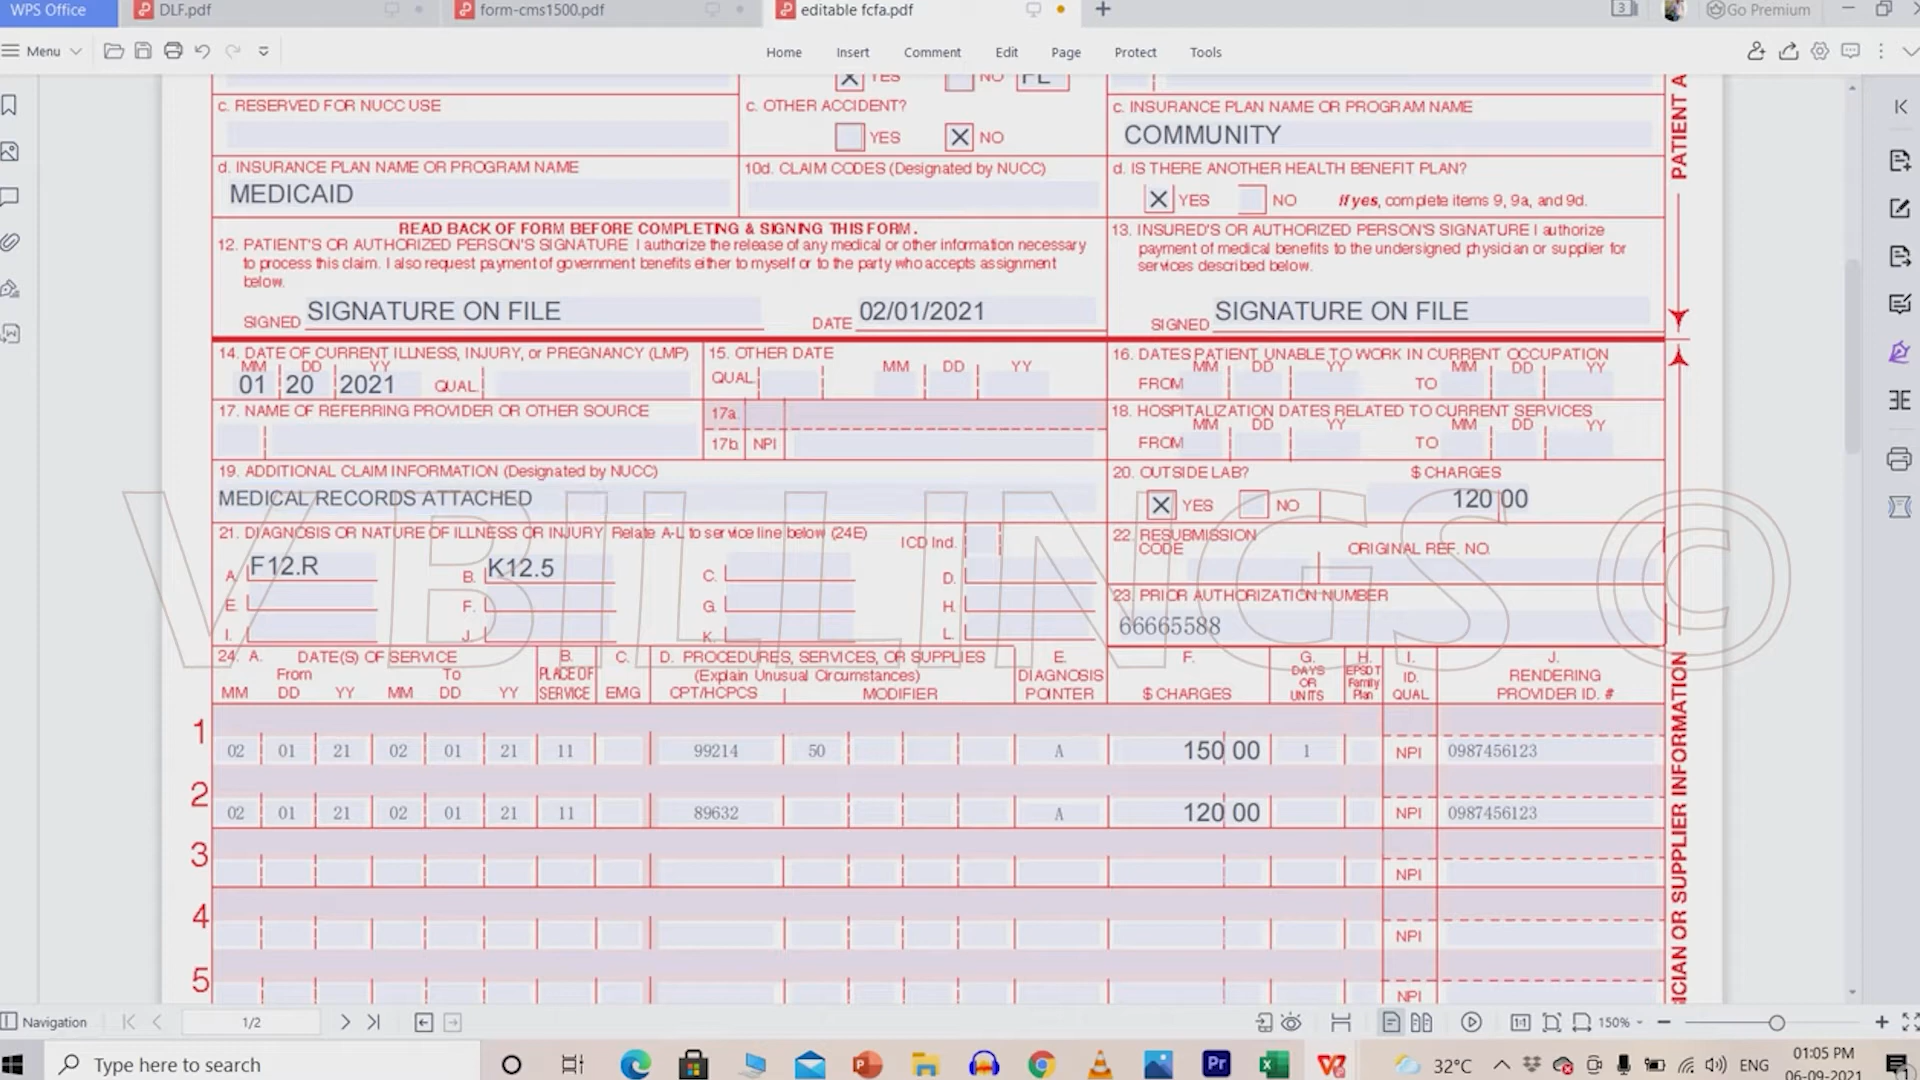 WPS Office DLF.pdf form-cms1500.pdf editable fcfa.pdf 3 Go Premium
Menu Home Insert Comment Edit Page Protect Tools
YES NO FL
c. RESERVED FOR NUCC USE c. OTHER ACCIDENT? c. INSURANCE PLAN NAME OR PROGRAM NAME
YES X NO COMMUNITY
d. INSURANCE PLAN NAME OR PROGRAM NAME 10d. CLAIM CODES (Designated by NUCC) d. IS THERE ANOTHER HEALTH BENEFIT PLAN?
MEDICAID X YES NO If yes, complete items 9, 9a, and 9d.
READ BACK OF FORM BEFORE COMPLETING & SIGNING THIS FORM.
12. PATIENT'S OR AUTHORIZED PERSON'S SIGNATURE I authorize the release of any medical or other information necessary
to process this claim. I also request payment of government benefits either to myself or to the party who accepts assignment
below.
SIGNED SIGNATURE ON FILE DATE 02/01/2021
13. INSURED'S OR AUTHORIZED PERSON'S SIGNATURE I authorize
payment of medical benefits to the undersigned physician or supplier for
services described below.
SIGNED SIGNATURE ON FILE
PATIENT A
14. DATE OF CURRENT ILLNESS, INJURY, or PREGNANCY (LMP) 15. OTHER DATE 16. DATES PATIENT UNABLE TO WORK IN CURRENT OCCUPATION
MM DD YY MM DD YY MM DD YY MM DD YY
01 20 2021 QUAL. QUAL. FROM TO
17. NAME OF REFERRING PROVIDER OR OTHER SOURCE 17a. 18. HOSPITALIZATION DATES RELATED TO CURRENT SERVICES
MM DD YY MM DD YY
17b. NPI FROM TO
19. ADDITIONAL CLAIM INFORMATION (Designated by NUCC) 20. OUTSIDE LAB? $ CHARGES
MEDICAL RECORDS ATTACHED X YES NO 120 00
21. DIAGNOSIS OR NATURE OF ILLNESS OR INJURY Relate A-L to service line below (24E) ICD Ind. 22. RESUBMISSION
CODE ORIGINAL REF. NO.
A. F12.R B. K12.5 C. D.
E. F. G. H. 23. PRIOR AUTHORIZATION NUMBER
I. J. K. L. 66665588
VBILLINGS ©
24. A. DATE(S) OF SERVICE B. C. D. PROCEDURES, SERVICES, OR SUPPLIES E. F. G. H. I. J.
From To PLACE OF (Explain Unusual Circumstances) DIAGNOSIS DAYS OR UNITS EPSDT Family Plan ID. RENDERING
MM DD YY MM DD YY SERVICE EMG CPT/HCPCS MODIFIER POINTER $ CHARGES QUAL. PROVIDER ID. #
1 02 01 21 02 01 21 11 99214 50 A 150 00 1 NPI 0987456123
2 02 01 21 02 01 21 11 89632 A 120 00 NPI 0987456123
3 NPI
4 NPI
5 NPI
ICIAN OR SUPPLIER INFORMATION
Navigation 1/2 150%
Type here to search 32°C ENG 01:05 PM
06-09-2021